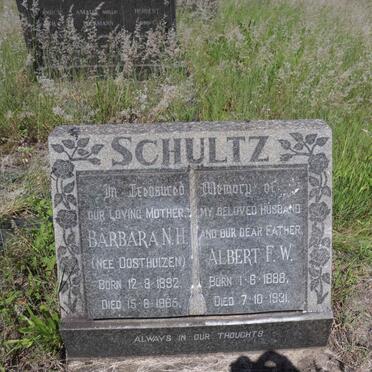 SCHULTZ
In Treasured Memory of
OUR LOVING MOTHER,
BARBARA N.H.
(NEE OOSTHUIZEN)
BORN 12·9·1892.
DIED 15·8·1965.
MY BELOVED HUSBAND
AND OUR DEAR FATHER,
ALBERT F.W.
BORN 1·6·1888,
DIED 7·10·1931.
ALWAYS IN OUR THOUGHTS.